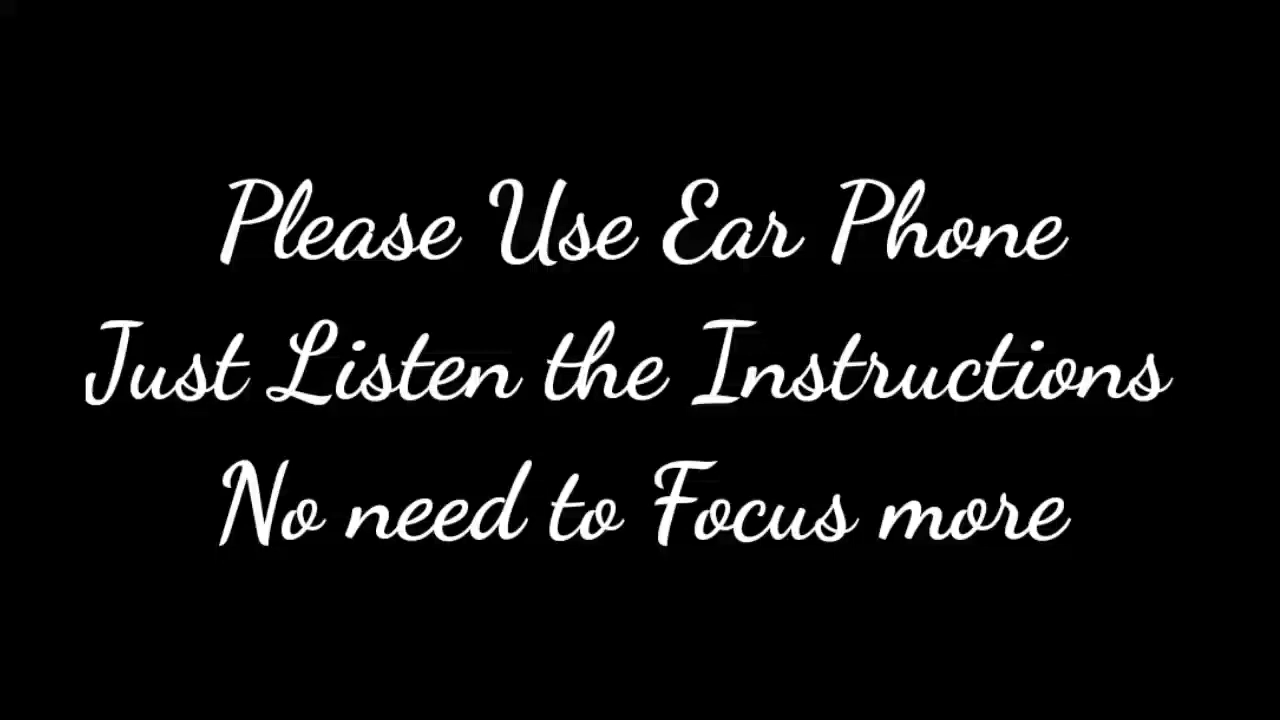 Please Use Ear Phone
Just Listen the Instructions
No need to Focus more